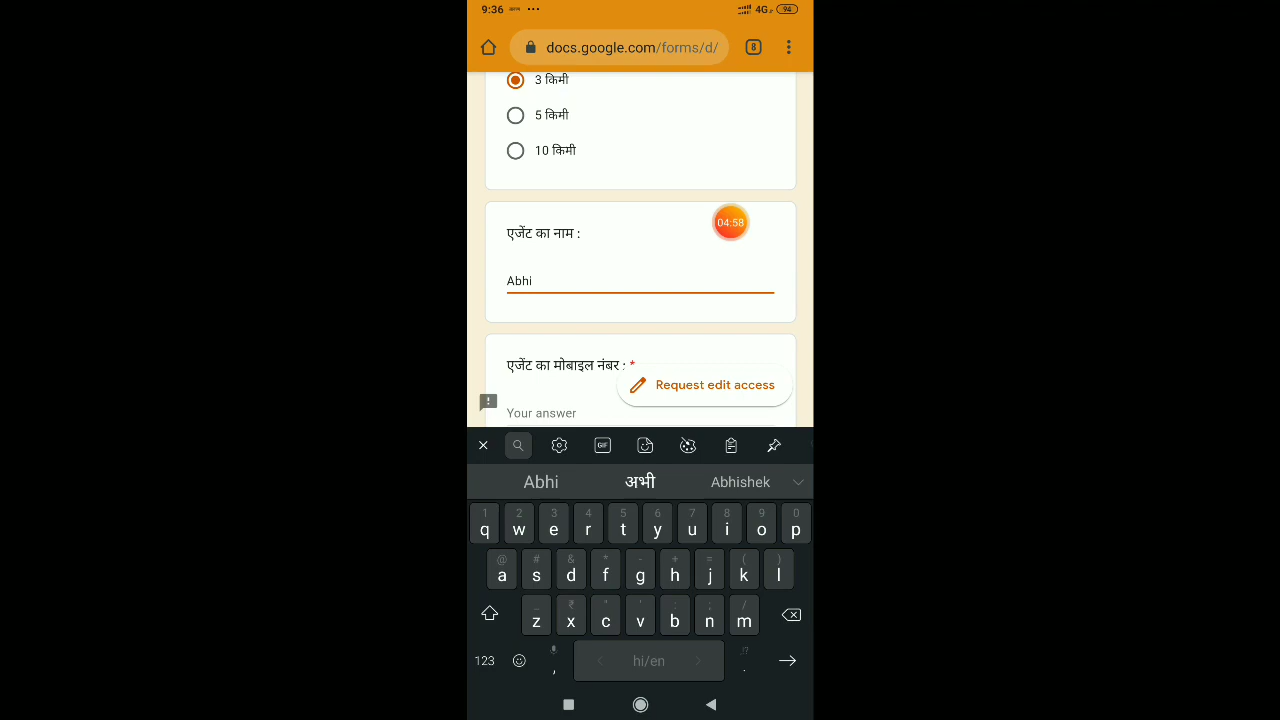 9:36 ••• 4G 94
docs.google.com/forms/d/ 8
3 किमी
5 किमी
10 किमी
04:58
एजेंट का नाम :
Abhi
एजेंट का मोबाइल नंबर : *
Request edit access
Your answer
GIF
Abhi अभी Abhishek
1 2 3 4 5 6 7 8 9 0
q w e r t y u i o p
@ # & * - + = ( )
a s d f g h j k l
_ ₹ " ' : ; /
z x c v b n m
!?
123 , hi/en .